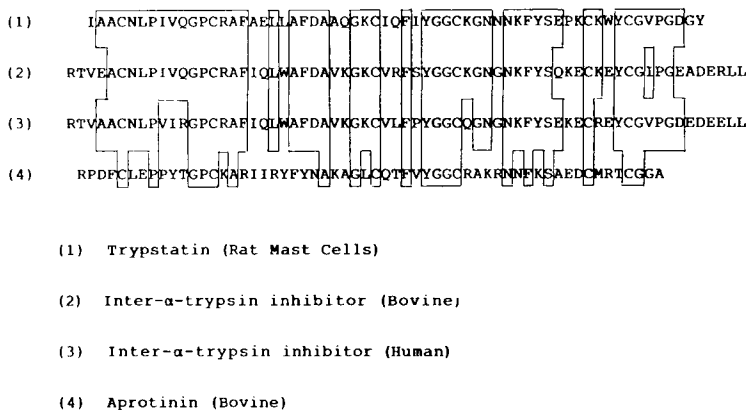 (1) IAACNLPIVQGPCRAFAELLAFDAAQGKCIQFIYGGCKGNNNKFYSEPKCKWYCGVPGDGY
(2) RTVEACNLPIVQGPCRAFIQLWAFDAVKGKCVRFSYGGCKGNGNKFYSQKECKEYCGIPGEADERLL
(3) RTVAACNLPVIRGPCRAFIQLWAFDAVKGKCVLFPYGGCQGNGNKFYSEKECREYCGVPGDEDEELL
(4) RPDFCLEPPYTGPCKARIIRYFYNAKAGLCQTFVYGGCRAKRNNFKSAEDCMRTCGGA
(1) Trypstatin (Rat Mast Cells)
(2) Inter-α-trypsin inhibitor (Bovine)
(3) Inter-α-trypsin inhibitor (Human)
(4) Aprotinin (Bovine)